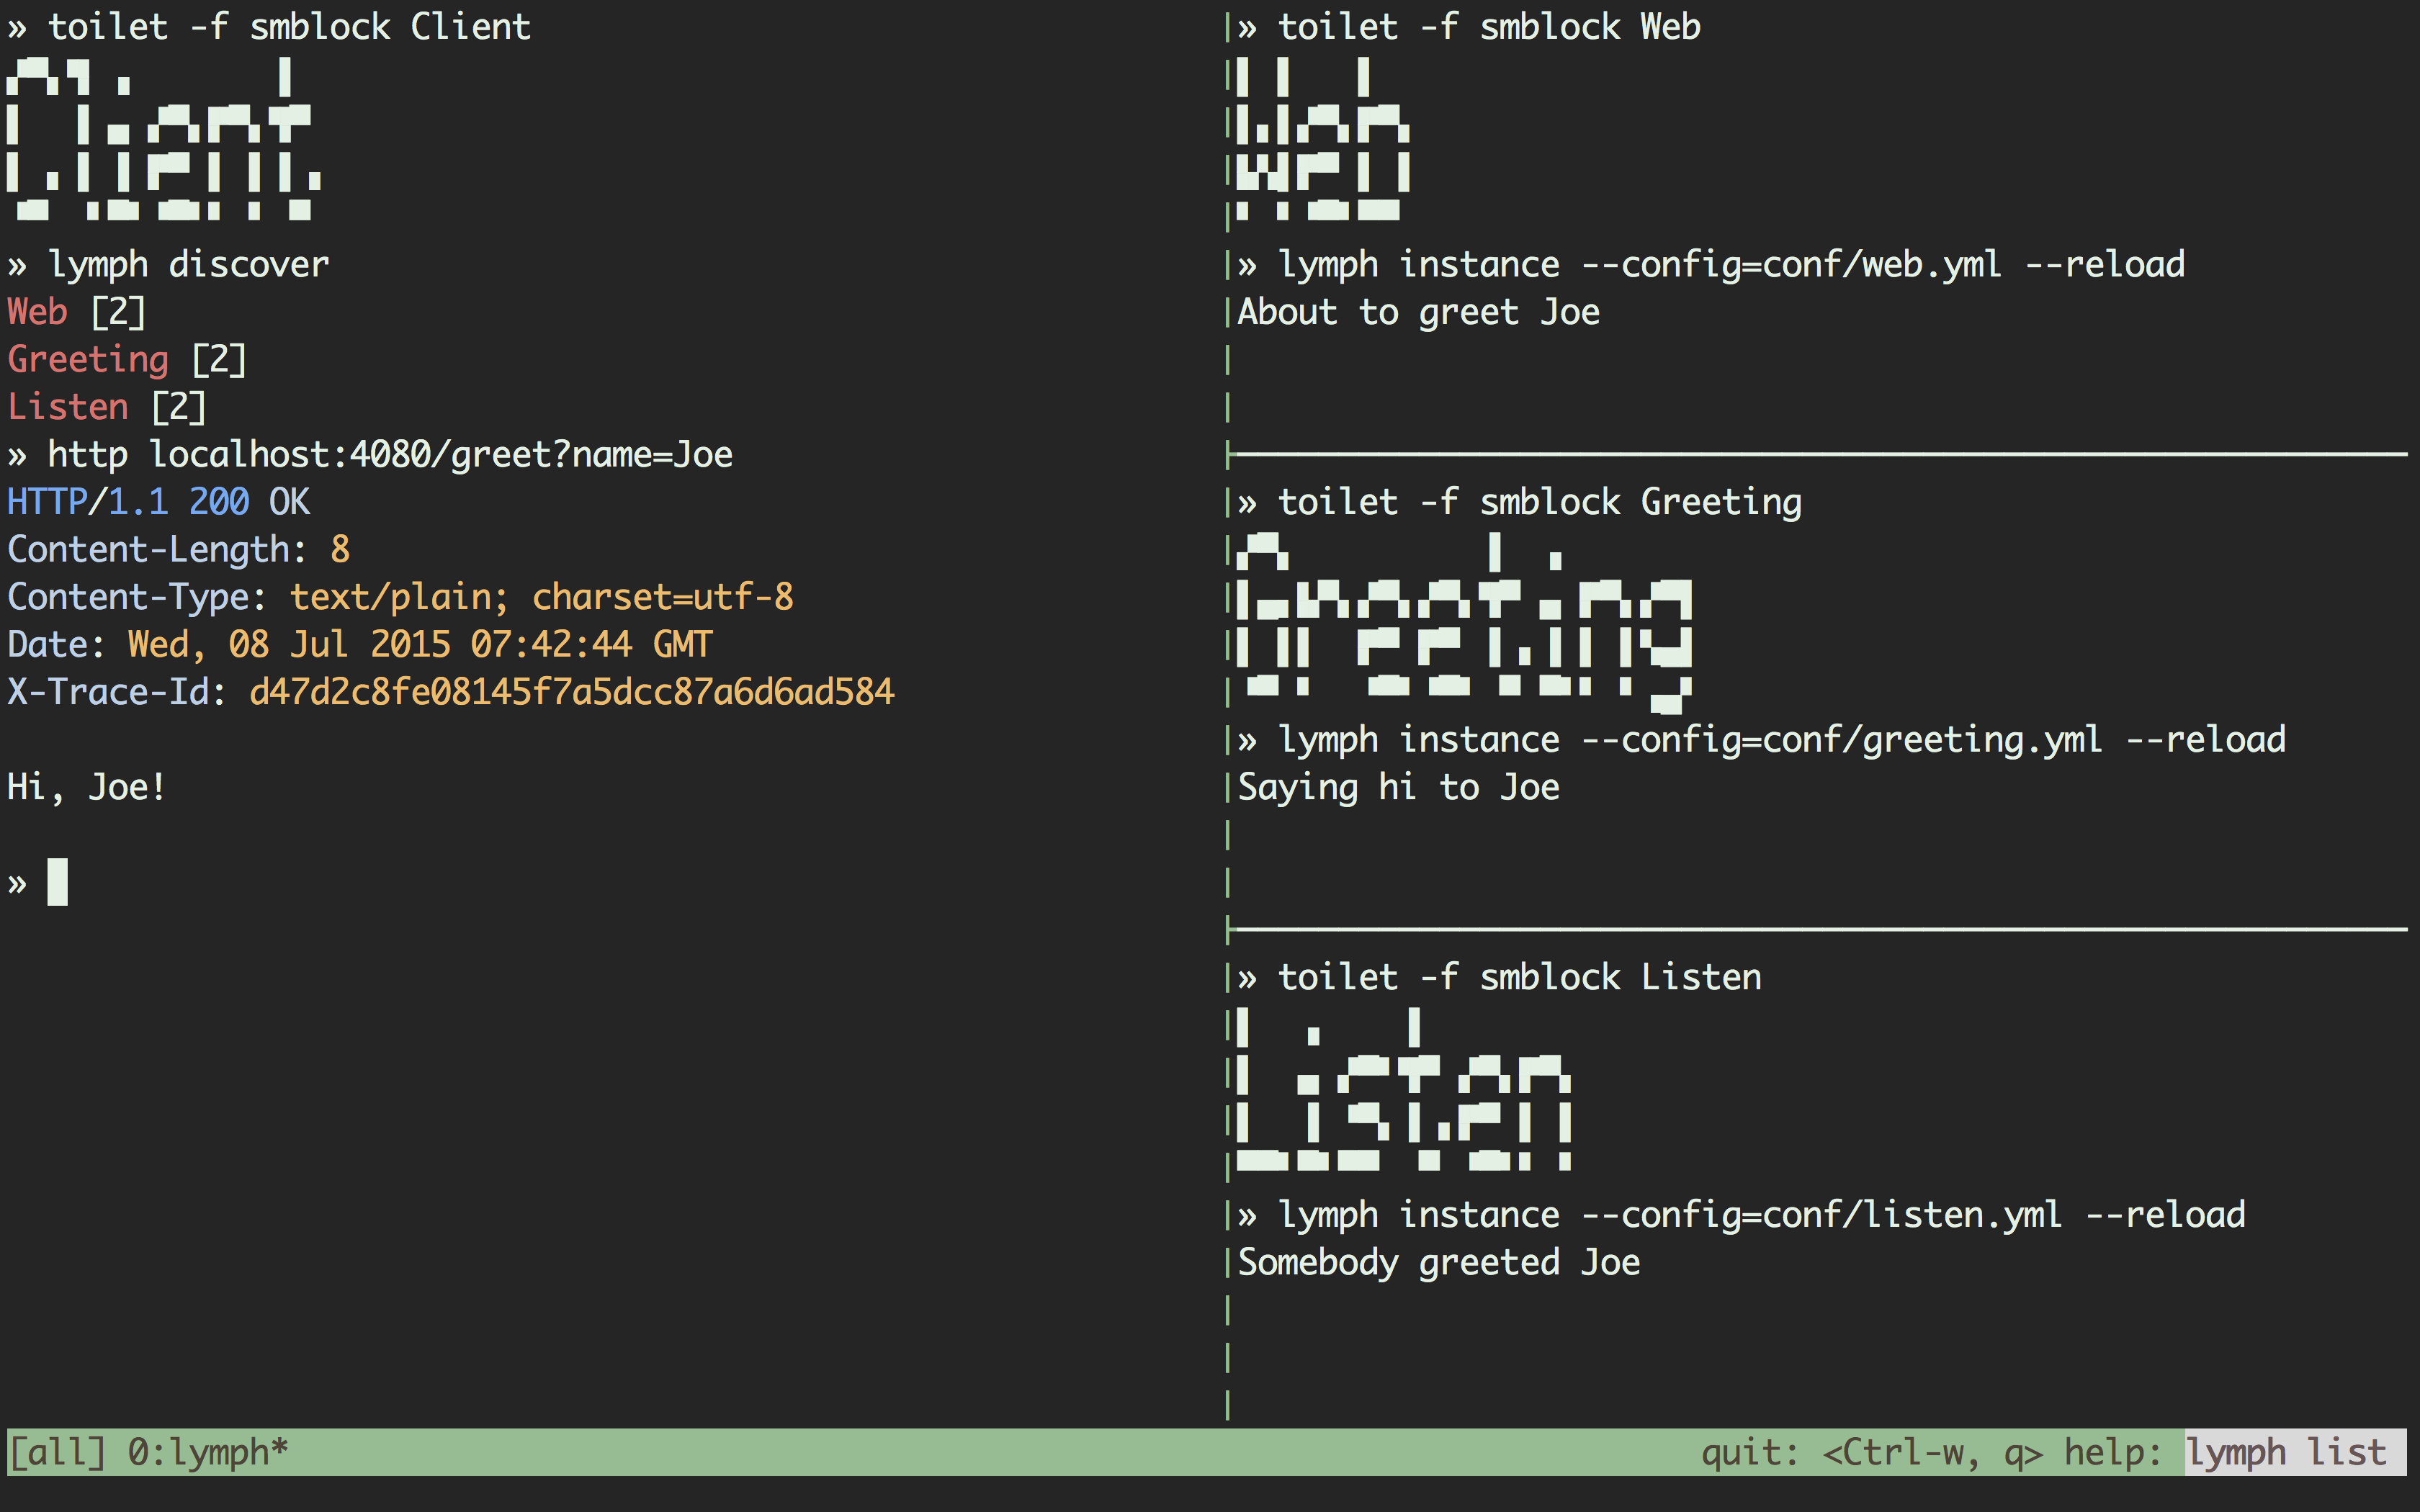 » toilet -f smblock Client
Client
» lymph discover
Web [2]
Greeting [2]
Listen [2]
» http localhost:4080/greet?name=Joe
HTTP/1.1 200 OK
Content-Length: 8
Content-Type: text/plain; charset=utf-8
Date: Wed, 08 Jul 2015 07:42:44 GMT
X-Trace-Id: d47d2c8fe08145f7a5dcc87a6d6ad584
Hi, Joe!
»
» toilet -f smblock Web
Web
» lymph instance --config=conf/web.yml --reload
About to greet Joe
» toilet -f smblock Greeting
Greeting
» lymph instance --config=conf/greeting.yml --reload
Saying hi to Joe
» toilet -f smblock Listen
Listen
» lymph instance --config=conf/listen.yml --reload
Somebody greeted Joe
[all] 0:lymph* quit: <Ctrl-w, q> help: lymph list